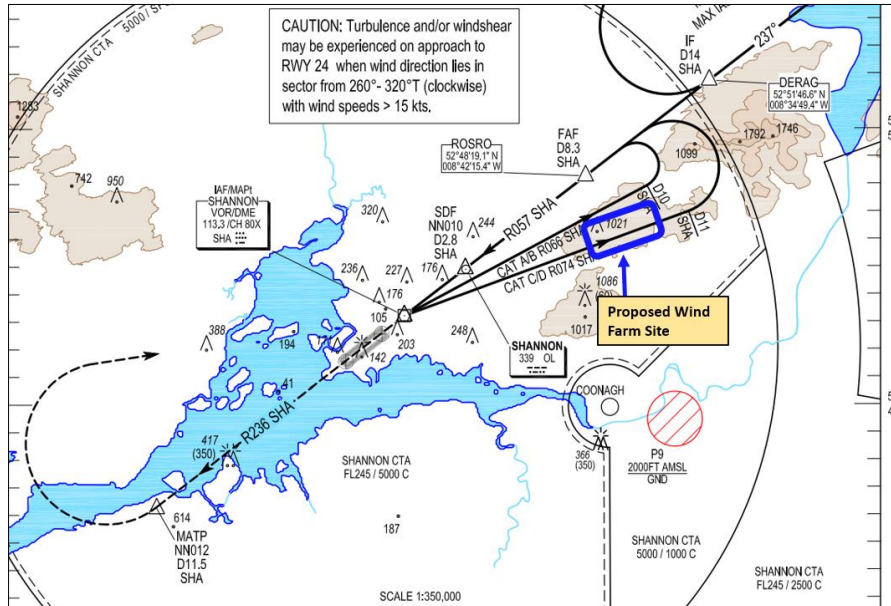 5000 / SF
SHANNON CTA
CAUTION: Turbulence and/or windshear
may be experienced on approach to
RWY 24 when wind direction lies in
sector from 260°- 320°T (clockwise)
with wind speeds > 15 kts.
MAX IA
237°
IF
D14
SHA
DERAG
52°51'46.6" N
008°34'49.4" W
1283
742
950
ROSRO
52°48'19.1" N
008°42'15.4" W
FAF
D8.3
SHA
1099
1792
1746
IAF/MAPt
SHANNON
VOR/DME
113,3 /CH 80X
SHA
320
SDF
NN010
D2.8
SHA
244
R057 SHA
D10
SHA
D11
SHA
1021
CAT A/B R066 SHA
CAT C/D R074 SHA
236
227
176
176
105
1086
(60)
1017
Proposed Wind
Farm Site
388
194
171
142
203
248
SHANNON
339 OL
41
COONAGH
R236 SHA
417
(350)
366
(350)
P9
2000FT AMSL
GND
SHANNON CTA
FL245 / 5000 C
614
187
MATP
NN012
D11.5
SHA
SHANNON CTA
5000 / 1000 C
SHANNON CTA
FL245 / 2500 C
SCALE 1:350,000